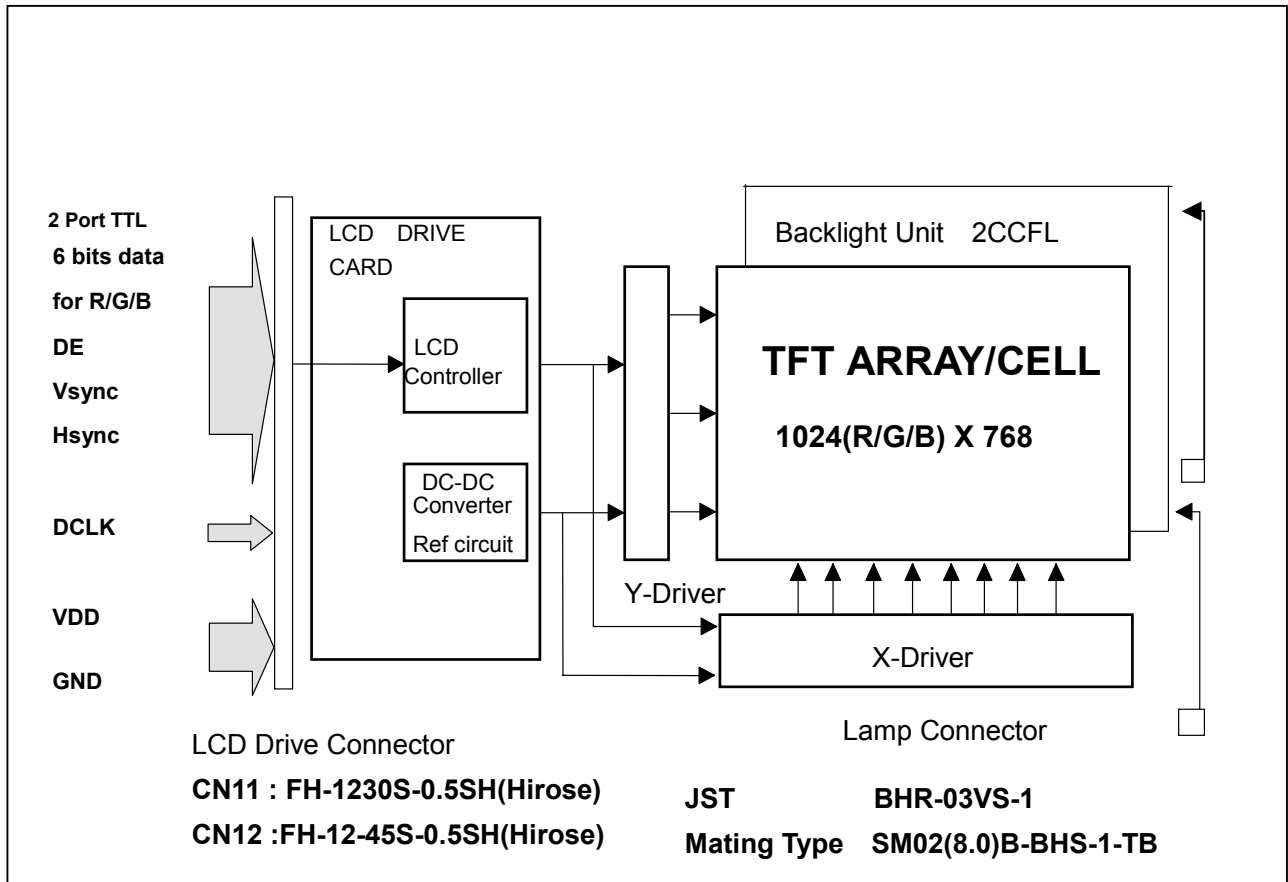 2 Port TTL
6 bits data
for R/G/B
DE
Vsync
Hsync
DCLK
VDD
GND
LCD DRIVE
CARD
LCD
Controller
DC-DC
Converter
Ref circuit
Y-Driver
Backlight Unit 2CCFL
TFT ARRAY/CELL
1024(R/G/B) X 768
X-Driver
LCD Drive Connector
CN11 : FH-1230S-0.5SH(Hirose)
CN12 :FH-12-45S-0.5SH(Hirose)
Lamp Connector
JST BHR-03VS-1
Mating Type SM02(8.0)B-BHS-1-TB